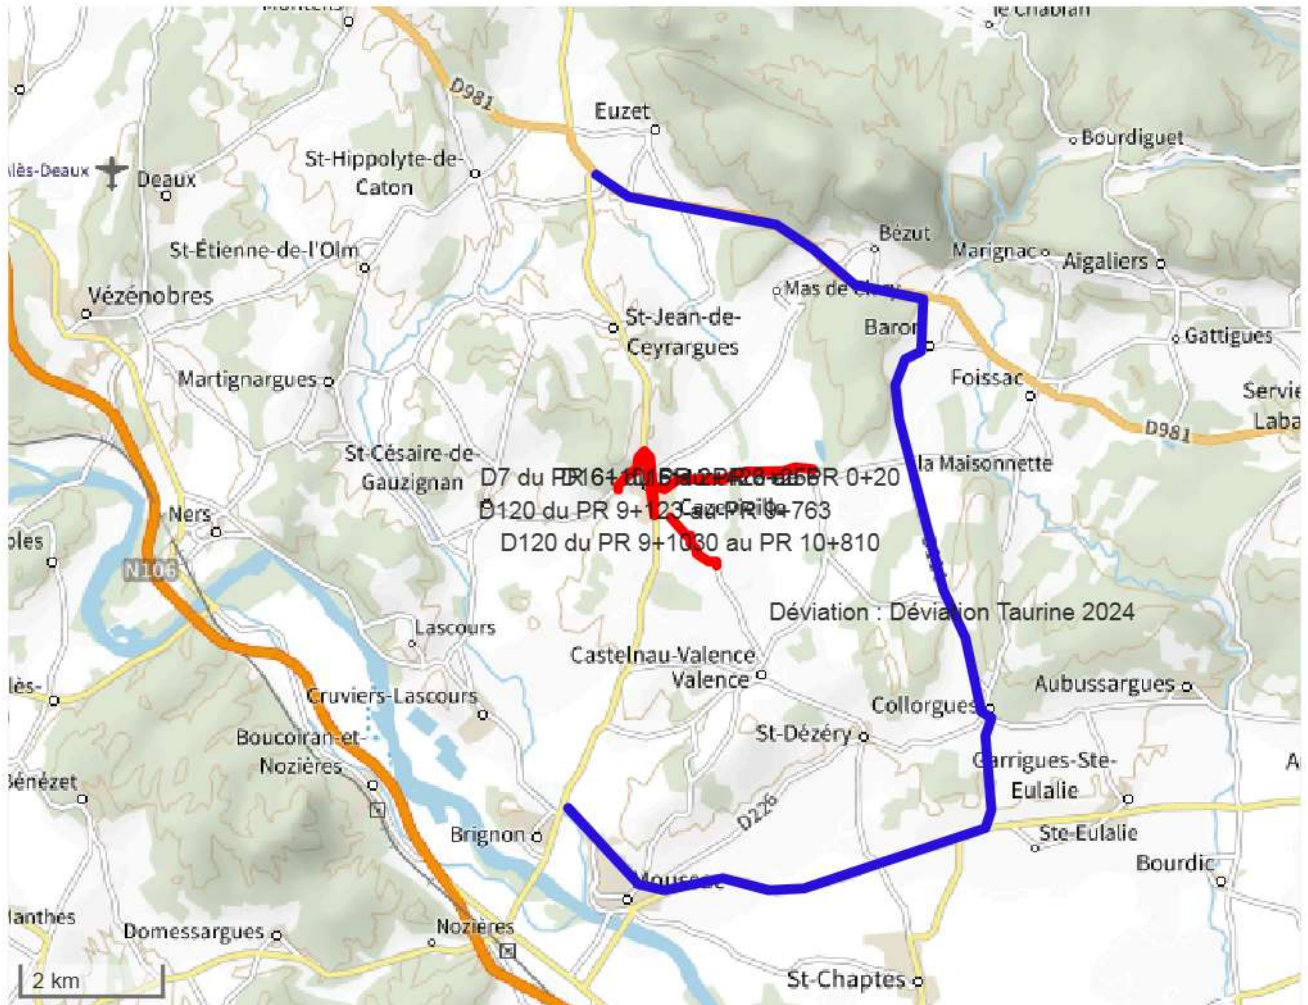 le Chabian
D981
Euzet
Bourdiguet
St-Hippolyte-de-
Caton
Alès-Deaux
Deaux
Bézut
St-Étienne-de-l'Olm
Marignac
Aigaliers
Vézénobres
Mas de
St-Jean-de-
Ceyrargues
Baron
Gattigues
Martignargues
Foissac
Servie
Laba
D981
St-Césaire-de-
Gauzignan
la Maisonnette
D7 du PR
PR 0+20
D120 du PR 9+123 au PR 9+763
Ners
D120 du PR 9+1030 au PR 10+810
N106
Déviation : Déviation Taurine 2024
Lascours
Castelnau-Valence
Valence
Aubussargues
Cruviers-Lascours
Collorgues
St-Dézéry
Boucoiran-et-
Nozières
Garrigues-Ste-
Eulalie
Bénézet
D226
Brignon
Ste-Eulalie
Bourdic
Moussac
Domessargues
Nozières
2 km
St-Chaptes